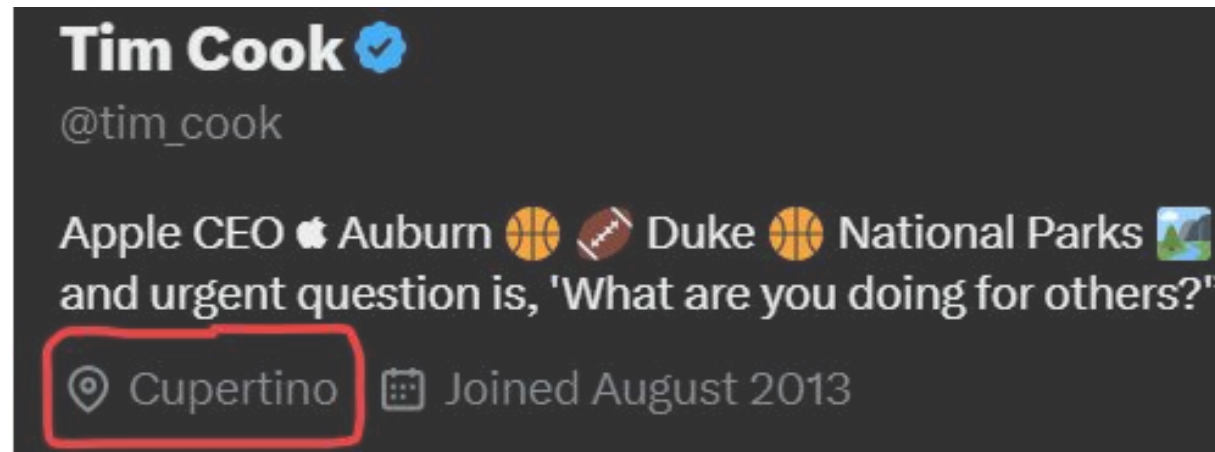 Tim Cook
@tim_cook
Apple CEO  Auburn 🏀 🏈 Duke 🏀 National Parks 🏞️
and urgent question is, 'What are you doing for others?'"
Cupertino Joined August 2013